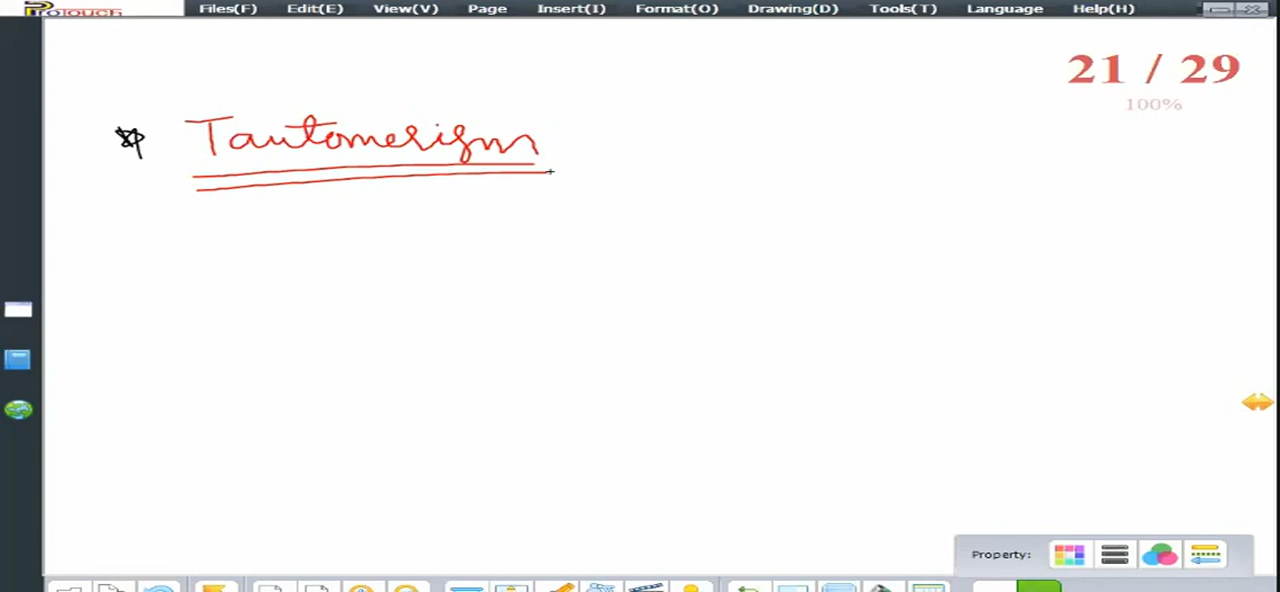 Files(F) Edit(E) View(V) Page Insert(I) Format(O) Drawing(D) Tools(T) Language Help(H)
21 / 29
100%
Tautomerism
Property: